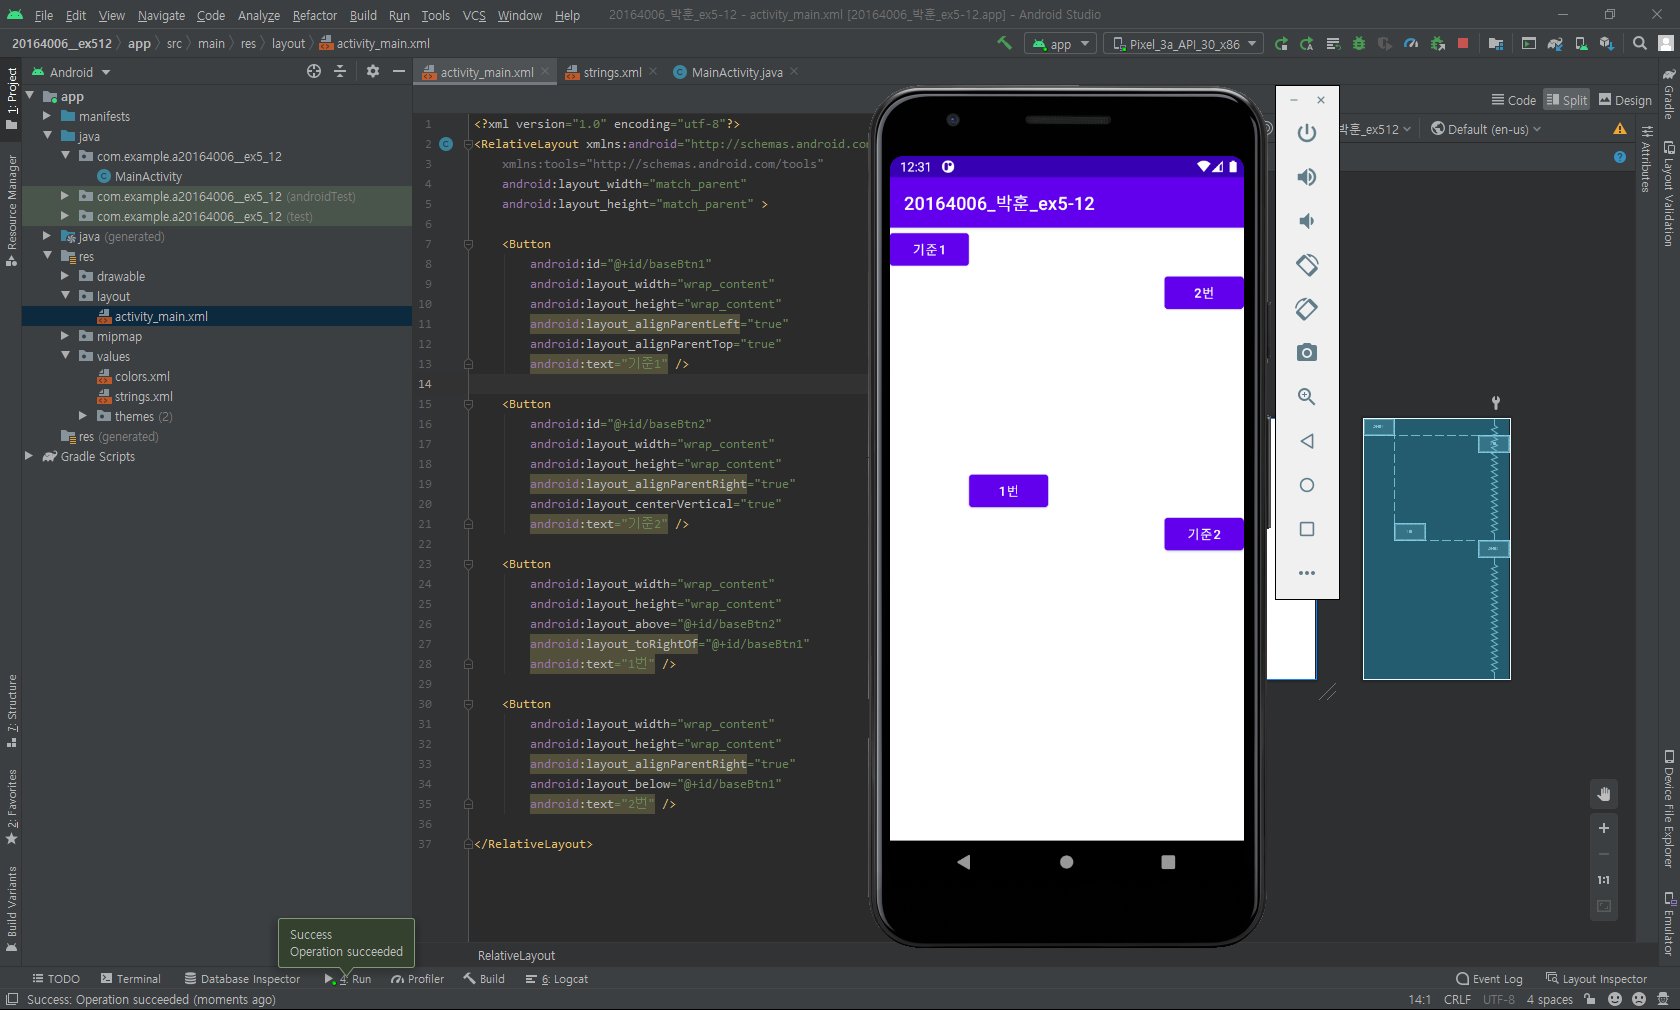 File Edit View Navigate Code Analyze Refactor Build Run Tools VCS Window Help 20164006_박훈_ex5-12 - activity_main.xml [20164006_박훈_ex5-12.app] - Android Studio
20164006__ex512 app src main res layout activity_main.xml app Pixel_3a_API_30_x86
Android activity_main.xml strings.xml MainActivity.java
Code Split Design
박훈_ex512 Default (en-us)
1: Project
Resource Manager
7: Structure
2: Favorites
Build Variants
app
manifests
java
com.example.a20164006__ex5_12
MainActivity
com.example.a20164006__ex5_12 (androidTest)
com.example.a20164006__ex5_12 (test)
java (generated)
res
drawable
layout
activity_main.xml
mipmap
values
colors.xml
strings.xml
themes (2)
res (generated)
Gradle Scripts
1 <?xml version="1.0" encoding="utf-8"?>
2 <RelativeLayout xmlns:android="http://schemas.android.co
3 xmlns:tools="http://schemas.android.com/tools"
4 android:layout_width="match_parent"
5 android:layout_height="match_parent" >
6
7 <Button
8 android:id="@+id/baseBtn1"
9 android:layout_width="wrap_content"
10 android:layout_height="wrap_content"
11 android:layout_alignParentLeft="true"
12 android:layout_alignParentTop="true"
13 android:text="기준1" />
14
15 <Button
16 android:id="@+id/baseBtn2"
17 android:layout_width="wrap_content"
18 android:layout_height="wrap_content"
19 android:layout_alignParentRight="true"
20 android:layout_centerVertical="true"
21 android:text="기준2" />
22
23 <Button
24 android:layout_width="wrap_content"
25 android:layout_height="wrap_content"
26 android:layout_above="@+id/baseBtn2"
27 android:layout_toRightOf="@+id/baseBtn1"
28 android:text="1번" />
29
30 <Button
31 android:layout_width="wrap_content"
32 android:layout_height="wrap_content"
33 android:layout_alignParentRight="true"
34 android:layout_below="@+id/baseBtn1"
35 android:text="2번" />
36
37 </RelativeLayout>
12:31
20164006_박훈_ex5-12
기준1
2번
1번
기준2
1:1
Gradle
Attributes
Layout Validation
Device File Explorer
Emulator
Success
Operation succeeded
RelativeLayout
TODO Terminal Database Inspector 4: Run Profiler Build 6: Logcat Event Log Layout Inspector
Success: Operation succeeded (moments ago) 14:1 CRLF UTF-8 4 spaces